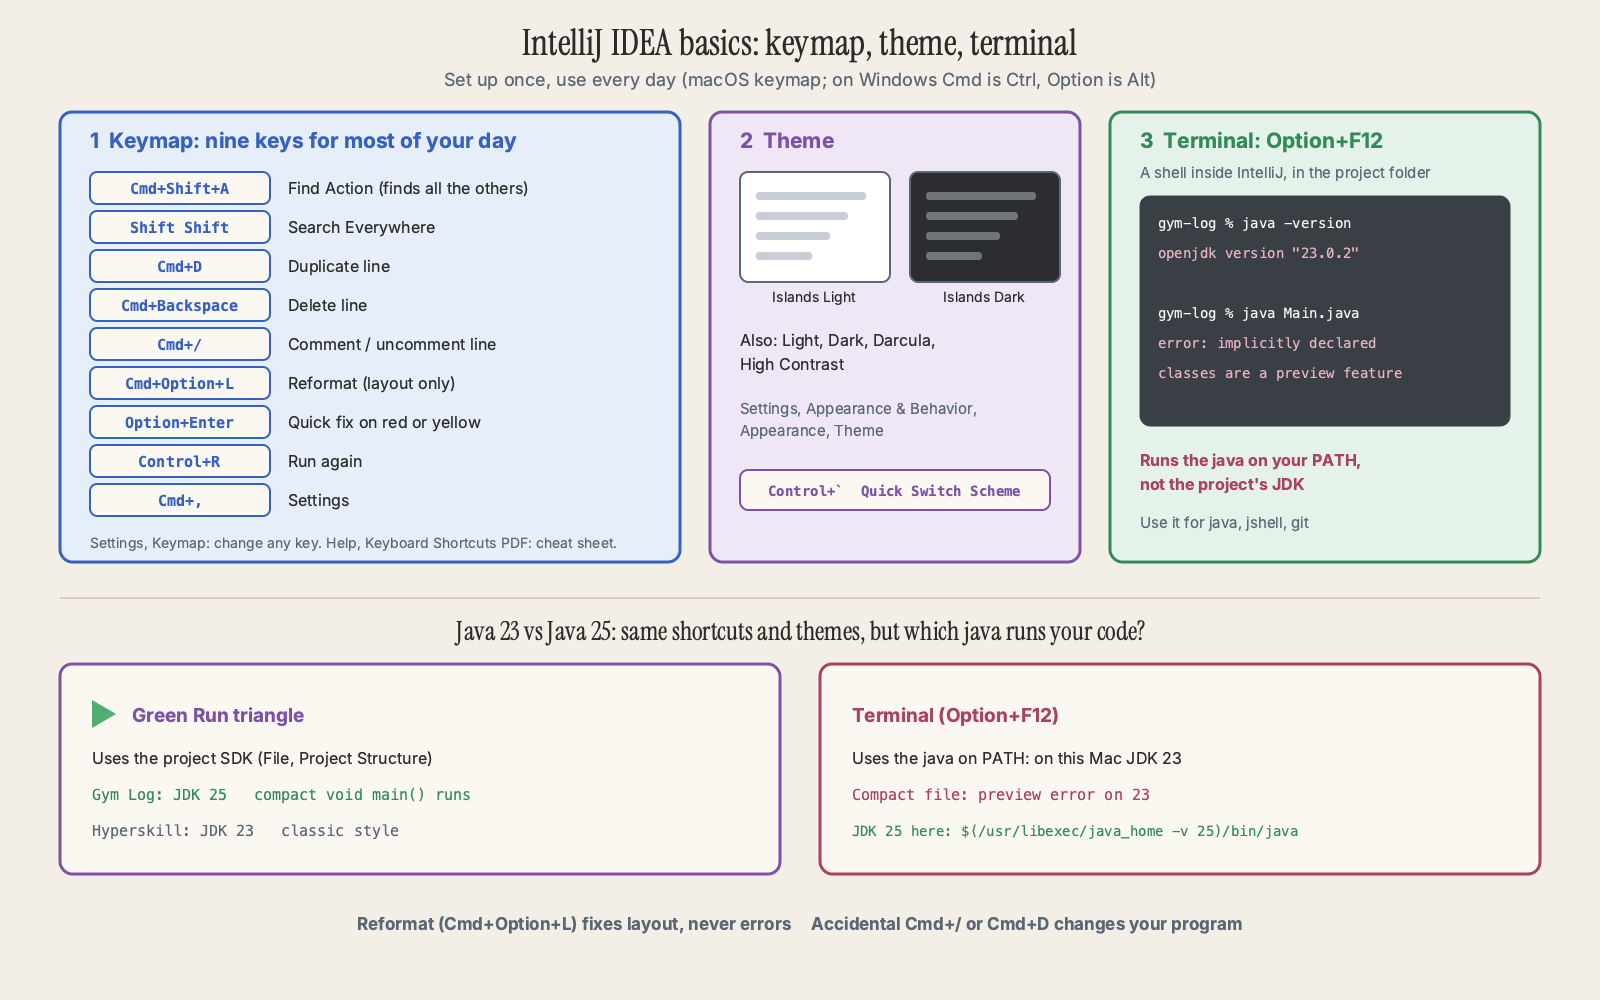 IntelliJ IDEA basics: keymap, theme, terminal
Set up once, use every day (macOS keymap; on Windows Cmd is Ctrl, Option is Alt)
1 Keymap: nine keys for most of your day
Cmd+Shift+A Find Action (finds all the others)
Shift Shift Search Everywhere
Cmd+D Duplicate line
Cmd+Backspace Delete line
Cmd+/ Comment / uncomment line
Cmd+Option+L Reformat (layout only)
Option+Enter Quick fix on red or yellow
Control+R Run again
Cmd+, Settings
Settings, Keymap: change any key. Help, Keyboard Shortcuts PDF: cheat sheet.
2 Theme
Islands Light Islands Dark
Also: Light, Dark, Darcula,
High Contrast
Settings, Appearance & Behavior,
Appearance, Theme
Control+` Quick Switch Scheme
3 Terminal: Option+F12
A shell inside IntelliJ, in the project folder
gym-log % java -version
openjdk version "23.0.2"
gym-log % java Main.java
error: implicitly declared
classes are a preview feature
Runs the java on your PATH,
not the project's JDK
Use it for java, jshell, git
Java 23 vs Java 25: same shortcuts and themes, but which java runs your code?
Green Run triangle
Uses the project SDK (File, Project Structure)
Gym Log: JDK 25 compact void main() runs
Hyperskill: JDK 23 classic style
Terminal (Option+F12)
Uses the java on PATH: on this Mac JDK 23
Compact file: preview error on 23
JDK 25 here: $(/usr/libexec/java_home -v 25)/bin/java
Reformat (Cmd+Option+L) fixes layout, never errors Accidental Cmd+/ or Cmd+D changes your program